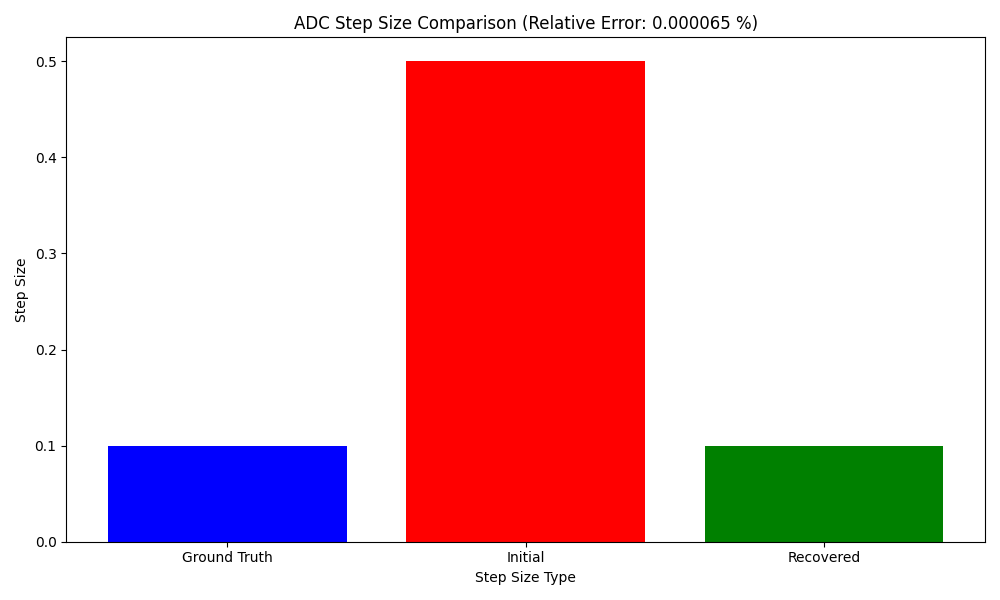 ADC Step Size Comparison (Relative Error: 0.000065 %)
0.5
0.4
0.3
0.2
0.1
0.0
Step Size
Ground Truth
Initial
Recovered
Step Size Type